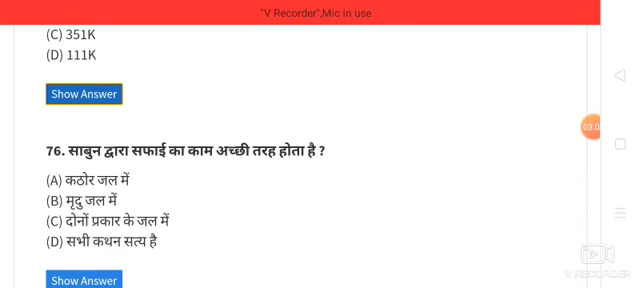 "V Recorder",Mic in use
(C) 351K
(D) 111K
Show Answer
76. साबुन द्वारा सफाई का काम अच्छी तरह होता है ?
(A) कठोर जल में
(B) मृदु जल में
(C) दोनों प्रकार के जल में
(D) सभी कथन सत्य है
Show Answer
V RECORDER